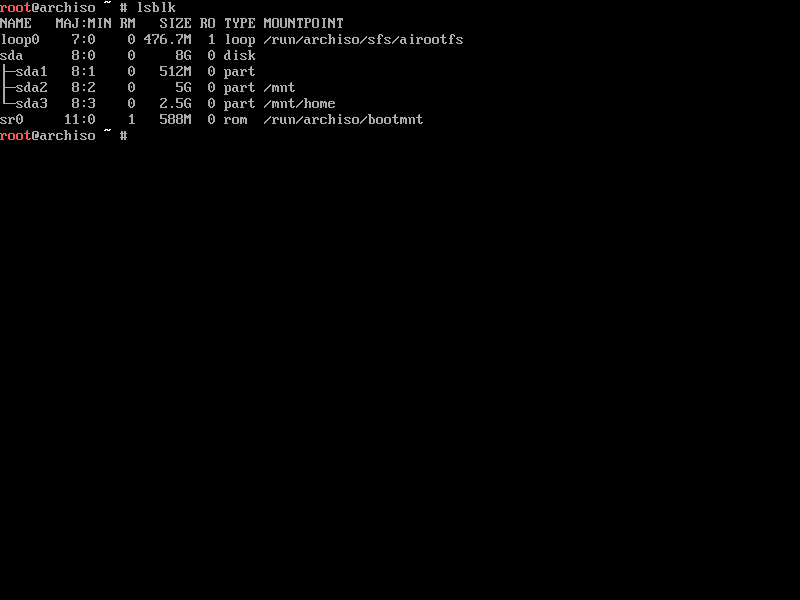 root@archiso ~ # lsblk
NAME   MAJ:MIN RM   SIZE RO TYPE MOUNTPOINT
loop0    7:0    0 476.7M  1 loop /run/archiso/sfs/airootfs
sda      8:0    0     8G  0 disk
├─sda1   8:1    0   512M  0 part
├─sda2   8:2    0     5G  0 part /mnt
└─sda3   8:3    0   2.5G  0 part /mnt/home
sr0     11:0    1   588M  0 rom  /run/archiso/bootmnt
root@archiso ~ #